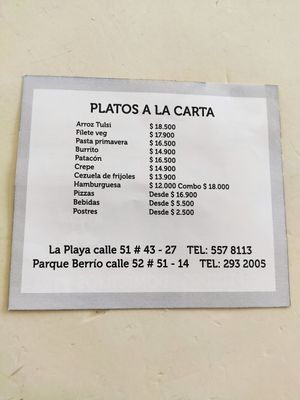 PLATOS A LA CARTA
Arroz Tulsi $ 18.500
Filete veg $ 17.900
Pasta primavera $ 16.500
Burrito $ 14.900
Patacón $ 16.500
Crepe $ 14.900
Cezuela de frijoles $ 13.900
Hamburguesa $ 12.000 Combo $ 18.000
Pizzas Desde $ 16.900
Bebidas Desde $ 5.500
Postres Desde $ 2.500
La Playa calle 51 # 43 - 27 TEL: 557 8113
Parque Berrío calle 52 # 51 - 14 TEL: 293 2005